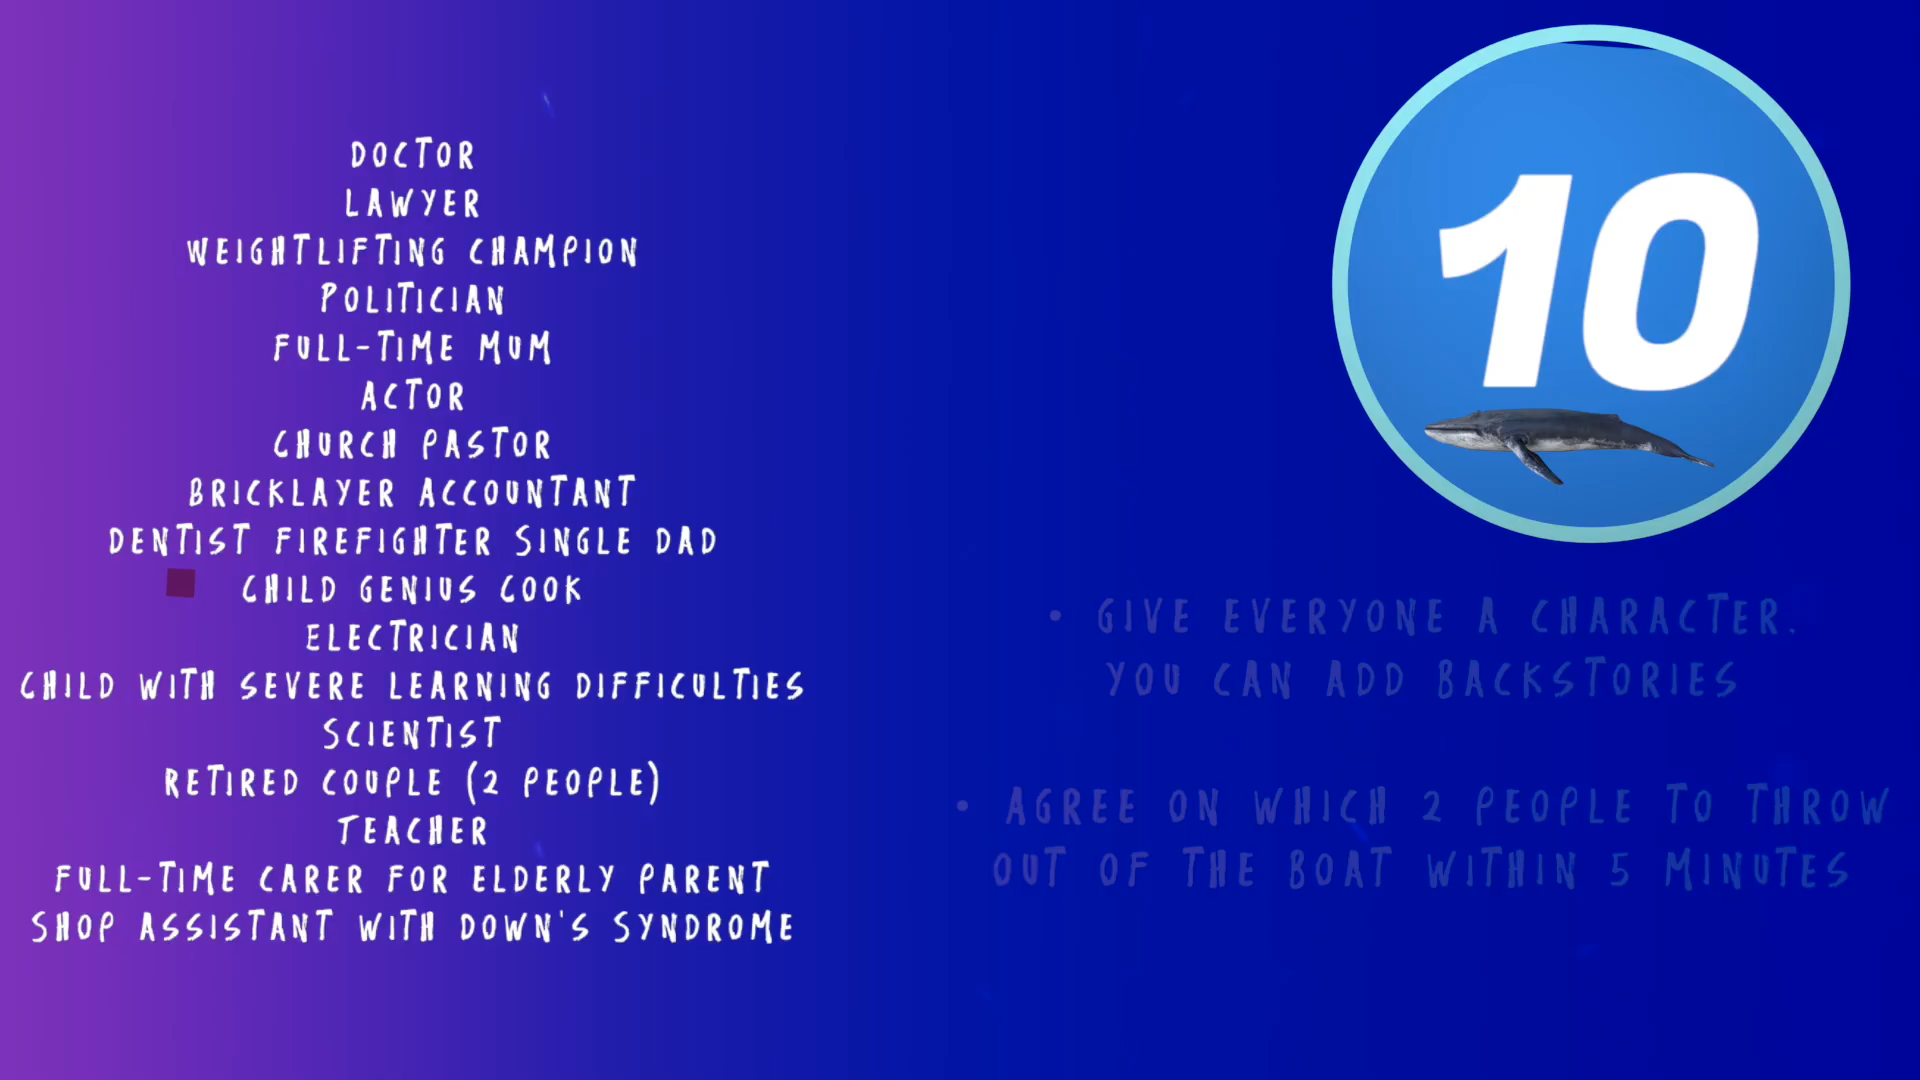 DOCTOR
LAWYER
WEIGHTLIFTING CHAMPION
POLITICIAN
FULL-TIME MUM
ACTOR
CHURCH PASTOR
BRICKLAYER ACCOUNTANT
DENTIST FIREFIGHTER SINGLE DAD
CHILD GENIUS COOK
ELECTRICIAN
CHILD WITH SEVERE LEARNING DIFFICULTIES
SCIENTIST
RETIRED COUPLE (2 PEOPLE)
TEACHER
FULL-TIME CARER FOR ELDERLY PARENT
SHOP ASSISTANT WITH DOWN'S SYNDROME
10
• GIVE EVERYONE A CHARACTER.
YOU CAN ADD BACKSTORIES
• AGREE ON WHICH 2 PEOPLE TO THROW
OUT OF THE BOAT WITHIN 5 MINUTES